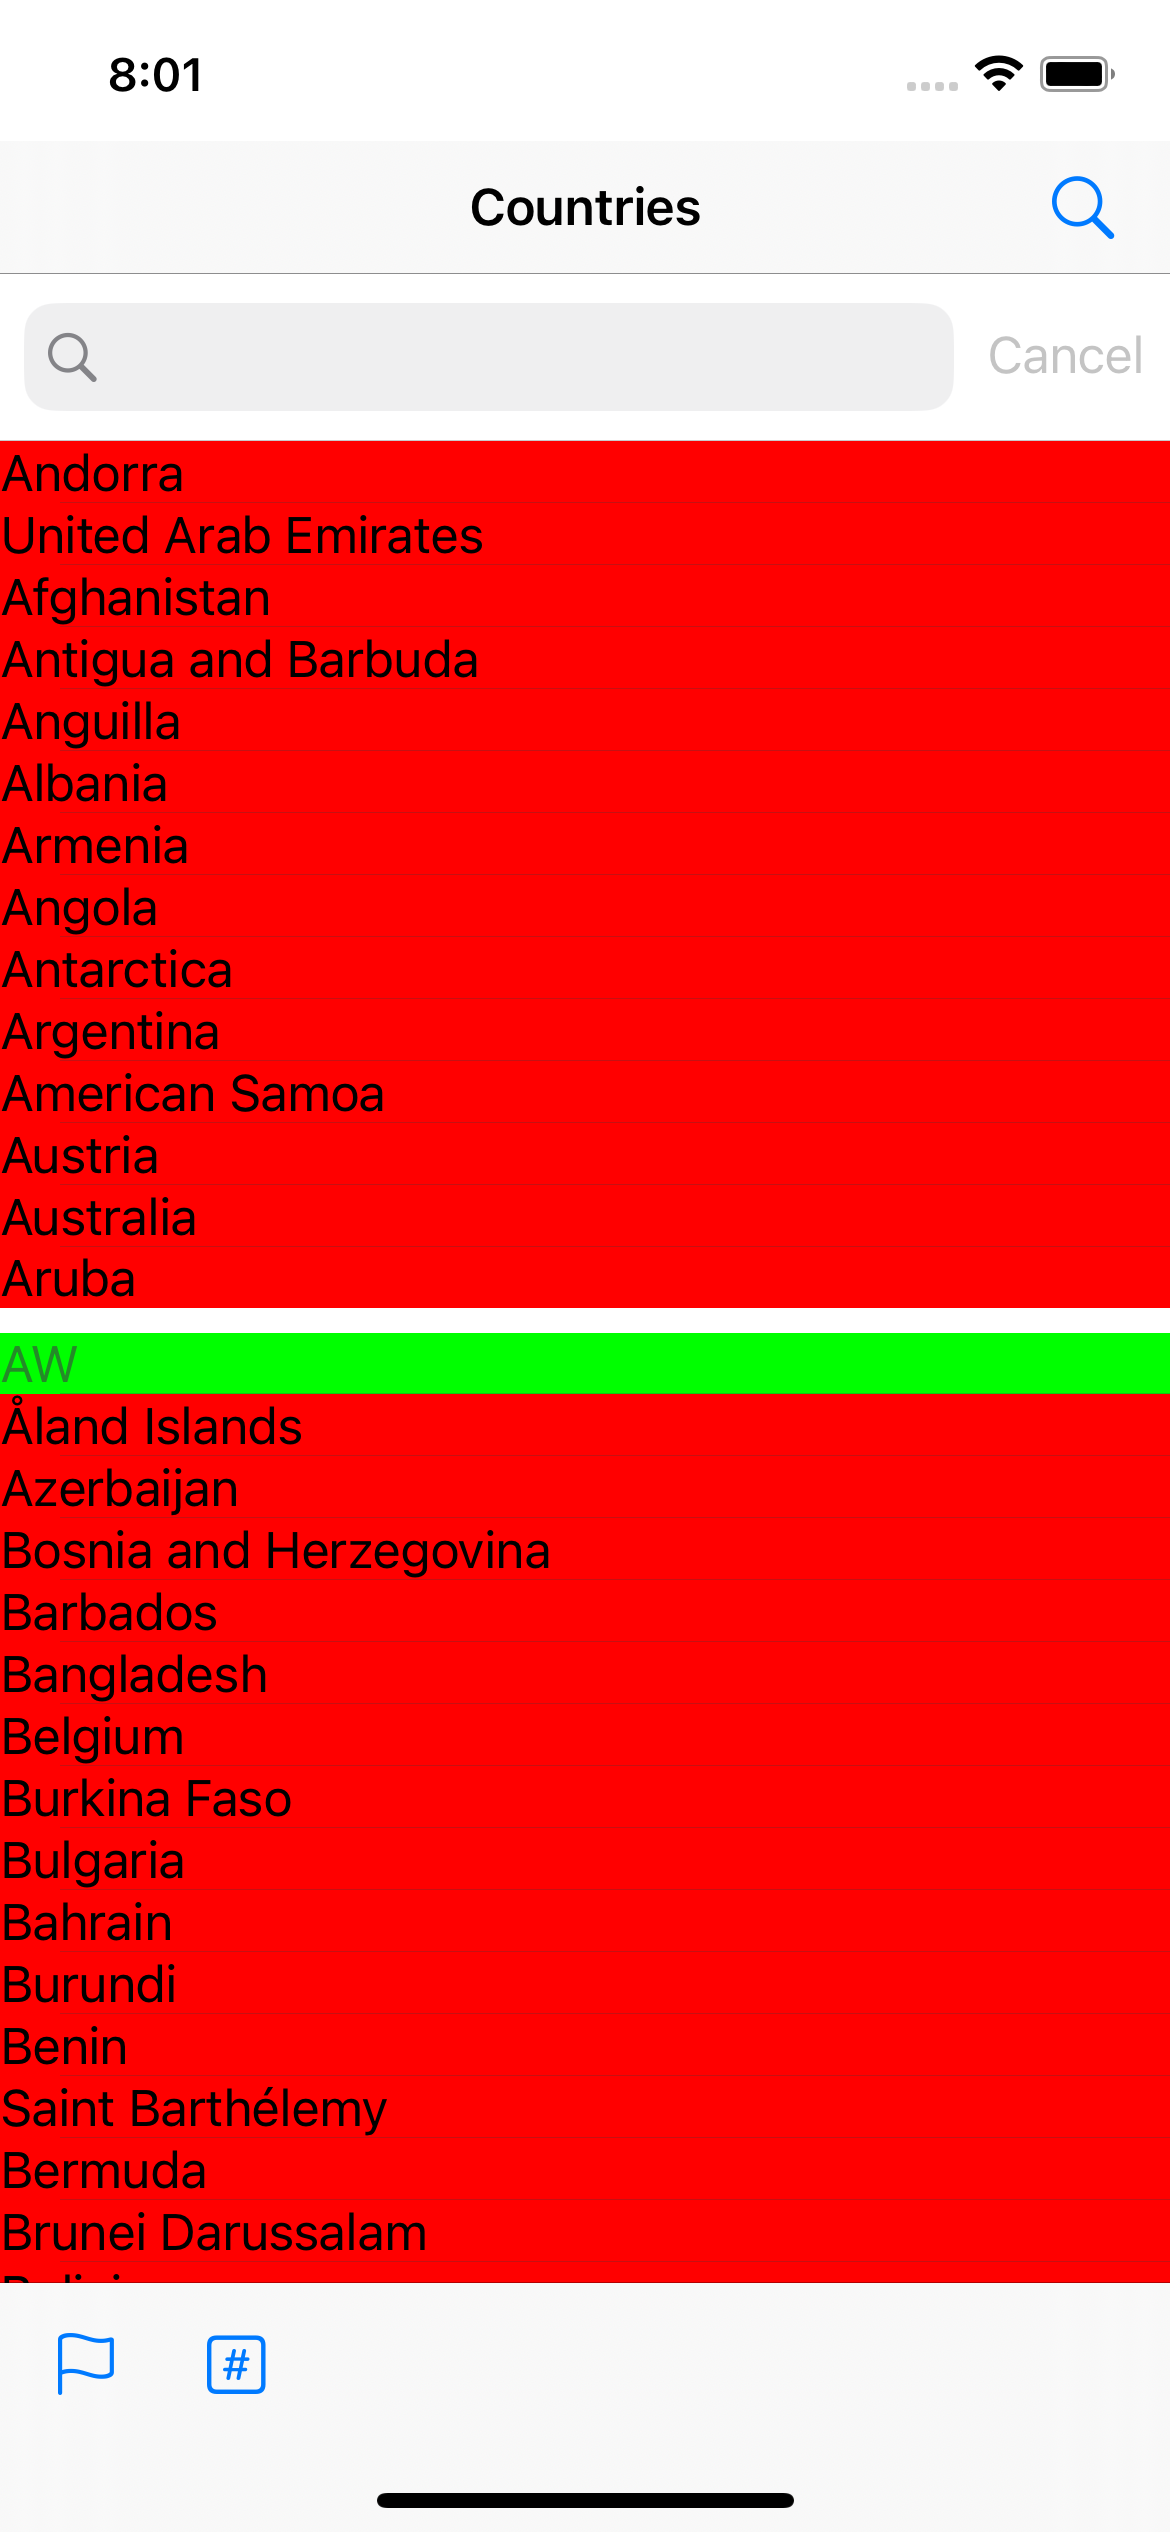 8:01
Countries
Cancel
Andorra
United Arab Emirates
Afghanistan
Antigua and Barbuda
Anguilla
Albania
Armenia
Angola
Antarctica
Argentina
American Samoa
Austria
Australia
Aruba
AW
Åland Islands
Azerbaijan
Bosnia and Herzegovina
Barbados
Bangladesh
Belgium
Burkina Faso
Bulgaria
Bahrain
Burundi
Benin
Saint Barthélemy
Bermuda
Brunei Darussalam
#